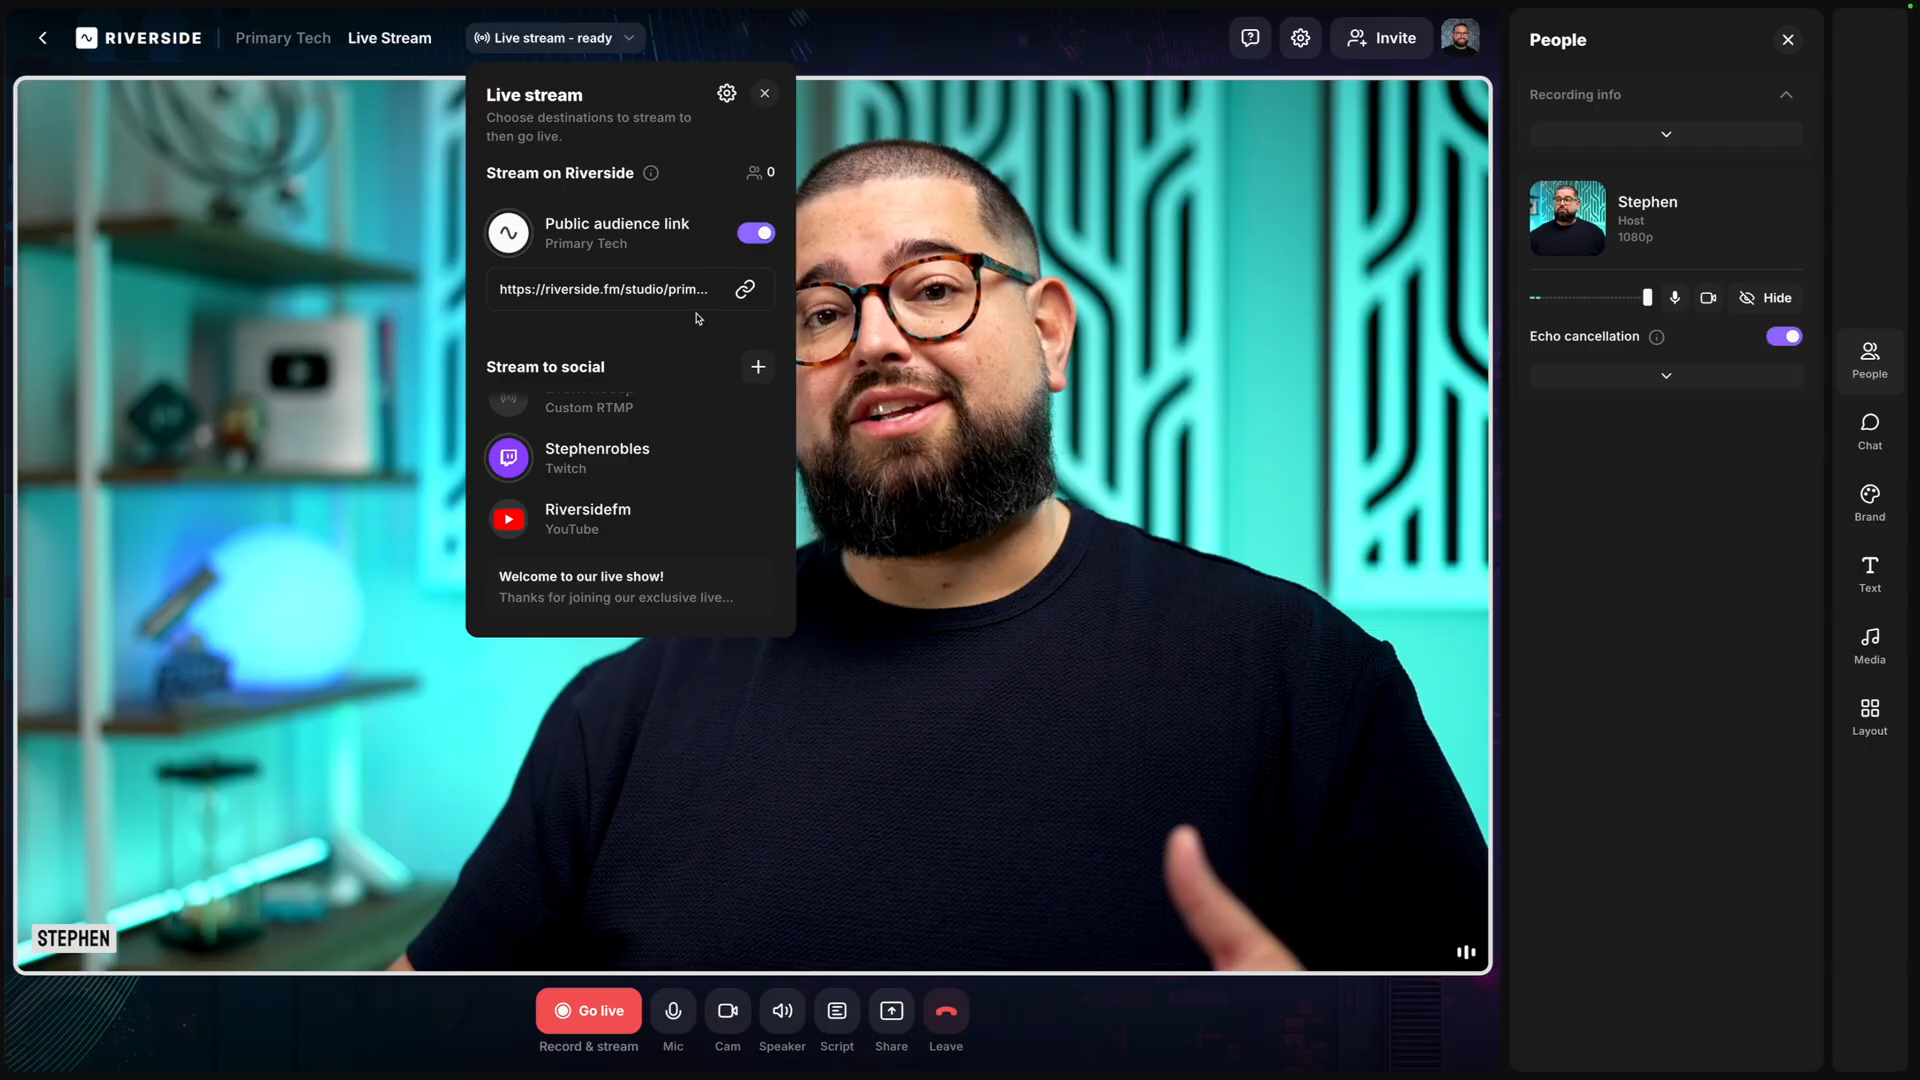 RIVERSIDE
Primary Tech
Live Stream
Live stream - ready
Invite
Live stream
Choose destinations to stream to
then go live.
Stream on Riverside
0
Public audience link
Primary Tech
https://riverside.fm/studio/prim...
Stream to social
Custom RTMP
Stephenrobles
Twitch
Riversidefm
YouTube
Welcome to our live show!
Thanks for joining our exclusive live...
STEPHEN
Go live
Record & stream
Mic
Cam
Speaker
Script
Share
Leave
People
Recording info
Stephen
Host
1080p
Hide
Echo cancellation
People
Chat
Brand
Text
Media
Layout